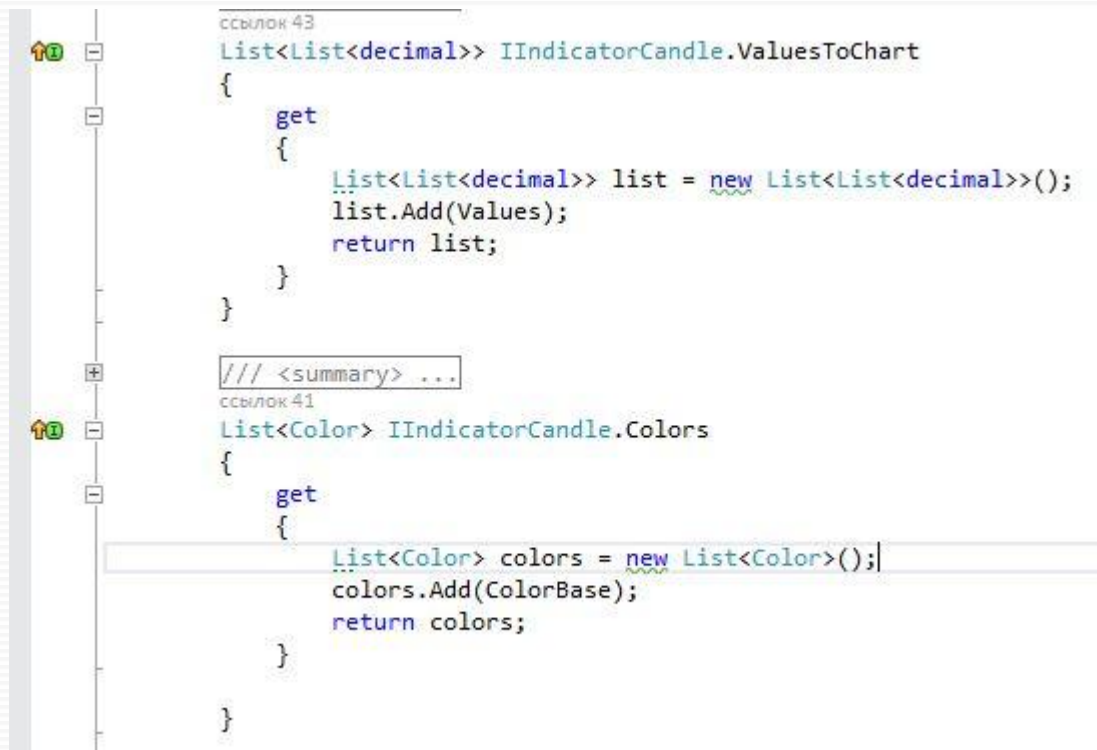 ссылок 43
List<List<decimal>> IIndicatorCandle.ValuesToChart
{
get
{
List<List<decimal>> list = new List<List<decimal>>();
list.Add(Values);
return list;
}
}
/// <summary> ...
ссылок 41
List<Color> IIndicatorCandle.Colors
{
get
{
List<Color> colors = new List<Color>();
colors.Add(ColorBase);
return colors;
}
}